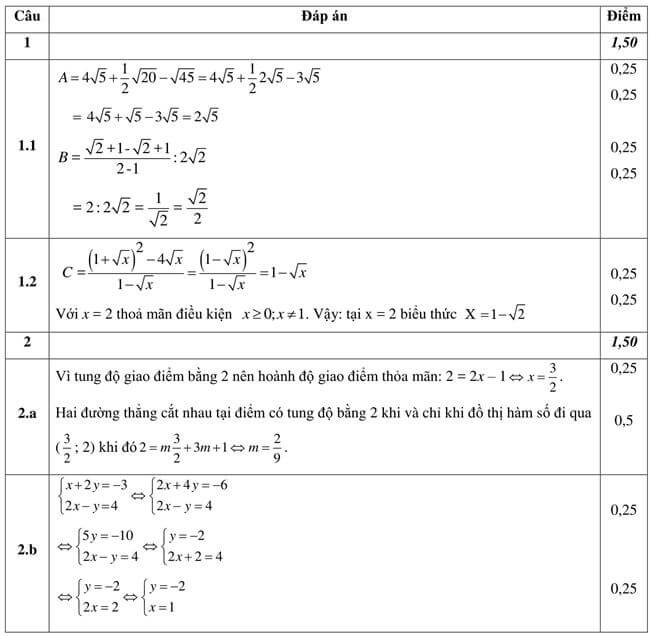 Câu Đáp án Điểm
1 1,50
1.1
A = 4√5 + 1/2 √20 − √45 = 4√5 + 1/2 2√5 − 3√5 0,25
= 4√5 + √5 − 3√5 = 2√5 0,25
B = (√2 + 1 - √2 + 1)/(2 - 1) : 2√2 0,25
= 2 : 2√2 = 1/√2 = √2/2 0,25
1.2
C = ((1 + √x)² − 4√x)/(1 − √x) = (1 − √x)²/(1 − √x) = 1 − √x 0,25
Với x = 2 thoả mãn điều kiện x ≥ 0; x ≠ 1. Vậy: tại x = 2 biểu thức X = 1 − √2 0,25
2 1,50
2.a
Vì tung độ giao điểm bằng 2 nên hoành độ giao điểm thỏa mãn: 2 = 2x − 1 ⇔ x = 3/2 . 0,25
Hai đường thẳng cắt nhau tại điểm có tung độ bằng 2 khi và chỉ khi đồ thị hàm số đi qua 0,5
(3/2 ; 2) khi đó 2 = m 3/2 + 3m + 1 ⇔ m = 2/9 .
2.b
{x + 2y = −3 ⇔ {2x + 4y = −6
2x − y = 4 2x − y = 4 0,25
⇔ {5y = −10 ⇔ {y = −2
2x − y = 4 2x + 2 = 4
⇔ {y = −2 ⇔ {y = −2 0,25
2x = 2 x = 1